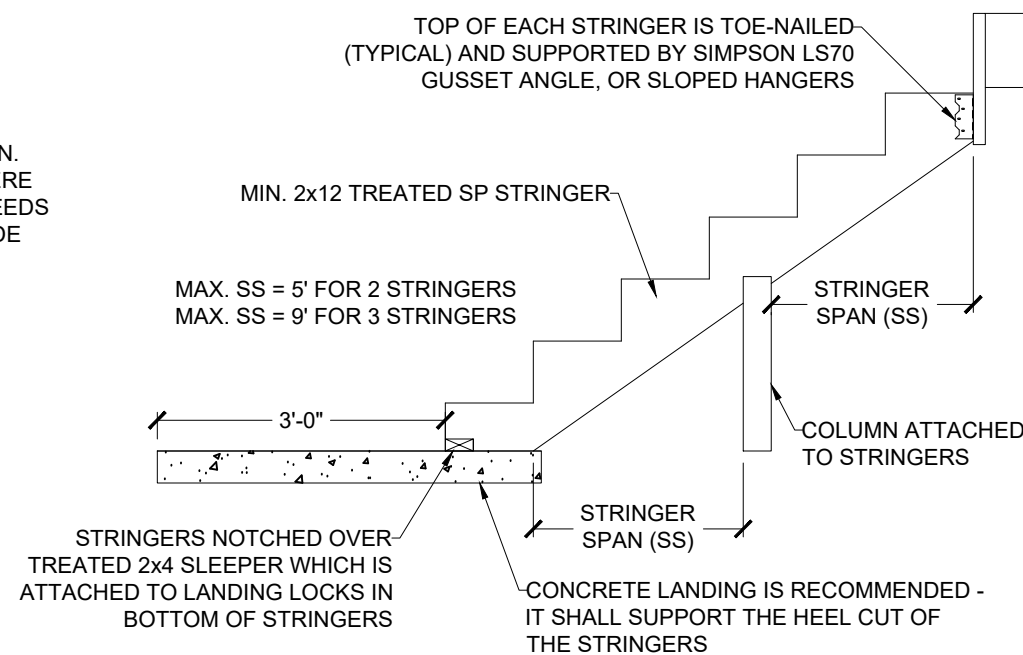 TOP OF EACH STRINGER IS TOE-NAILED
(TYPICAL) AND SUPPORTED BY SIMPSON LS70
GUSSET ANGLE, OR SLOPED HANGERS
N.
ERE
EEDS
DE
MIN. 2x12 TREATED SP STRINGER
MAX. SS = 5' FOR 2 STRINGERS
MAX. SS = 9' FOR 3 STRINGERS
STRINGER
SPAN (SS)
3'-0"
COLUMN ATTACHED
TO STRINGERS
STRINGER
SPAN (SS)
STRINGERS NOTCHED OVER
TREATED 2x4 SLEEPER WHICH IS
ATTACHED TO LANDING LOCKS IN
BOTTOM OF STRINGERS
CONCRETE LANDING IS RECOMMENDED -
IT SHALL SUPPORT THE HEEL CUT OF
THE STRINGERS